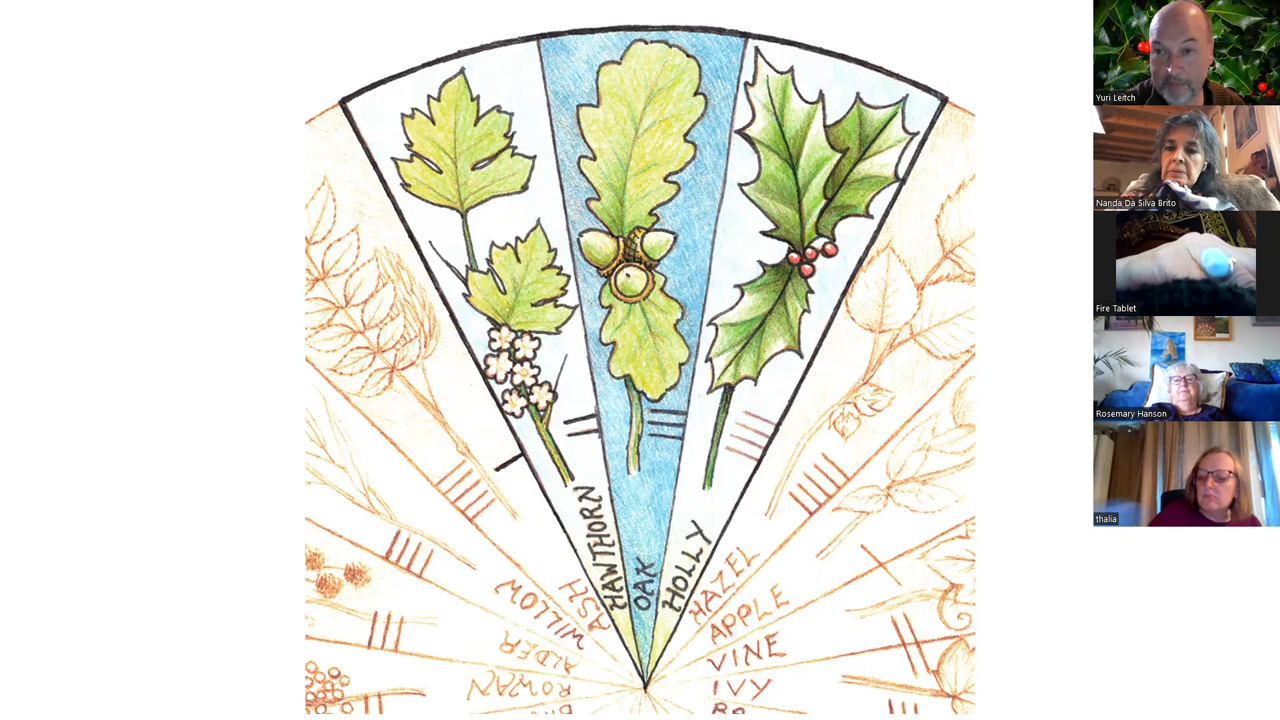 HAWTHORN
OAK
HOLLY
HAZEL
APPLE
VINE
IVY
ASH
WILLOW
ALDER
ROWAN
Yuri Leitch
Nanda Da Silva Brito
Fire Tablet
Rosemary Hanson
thalia